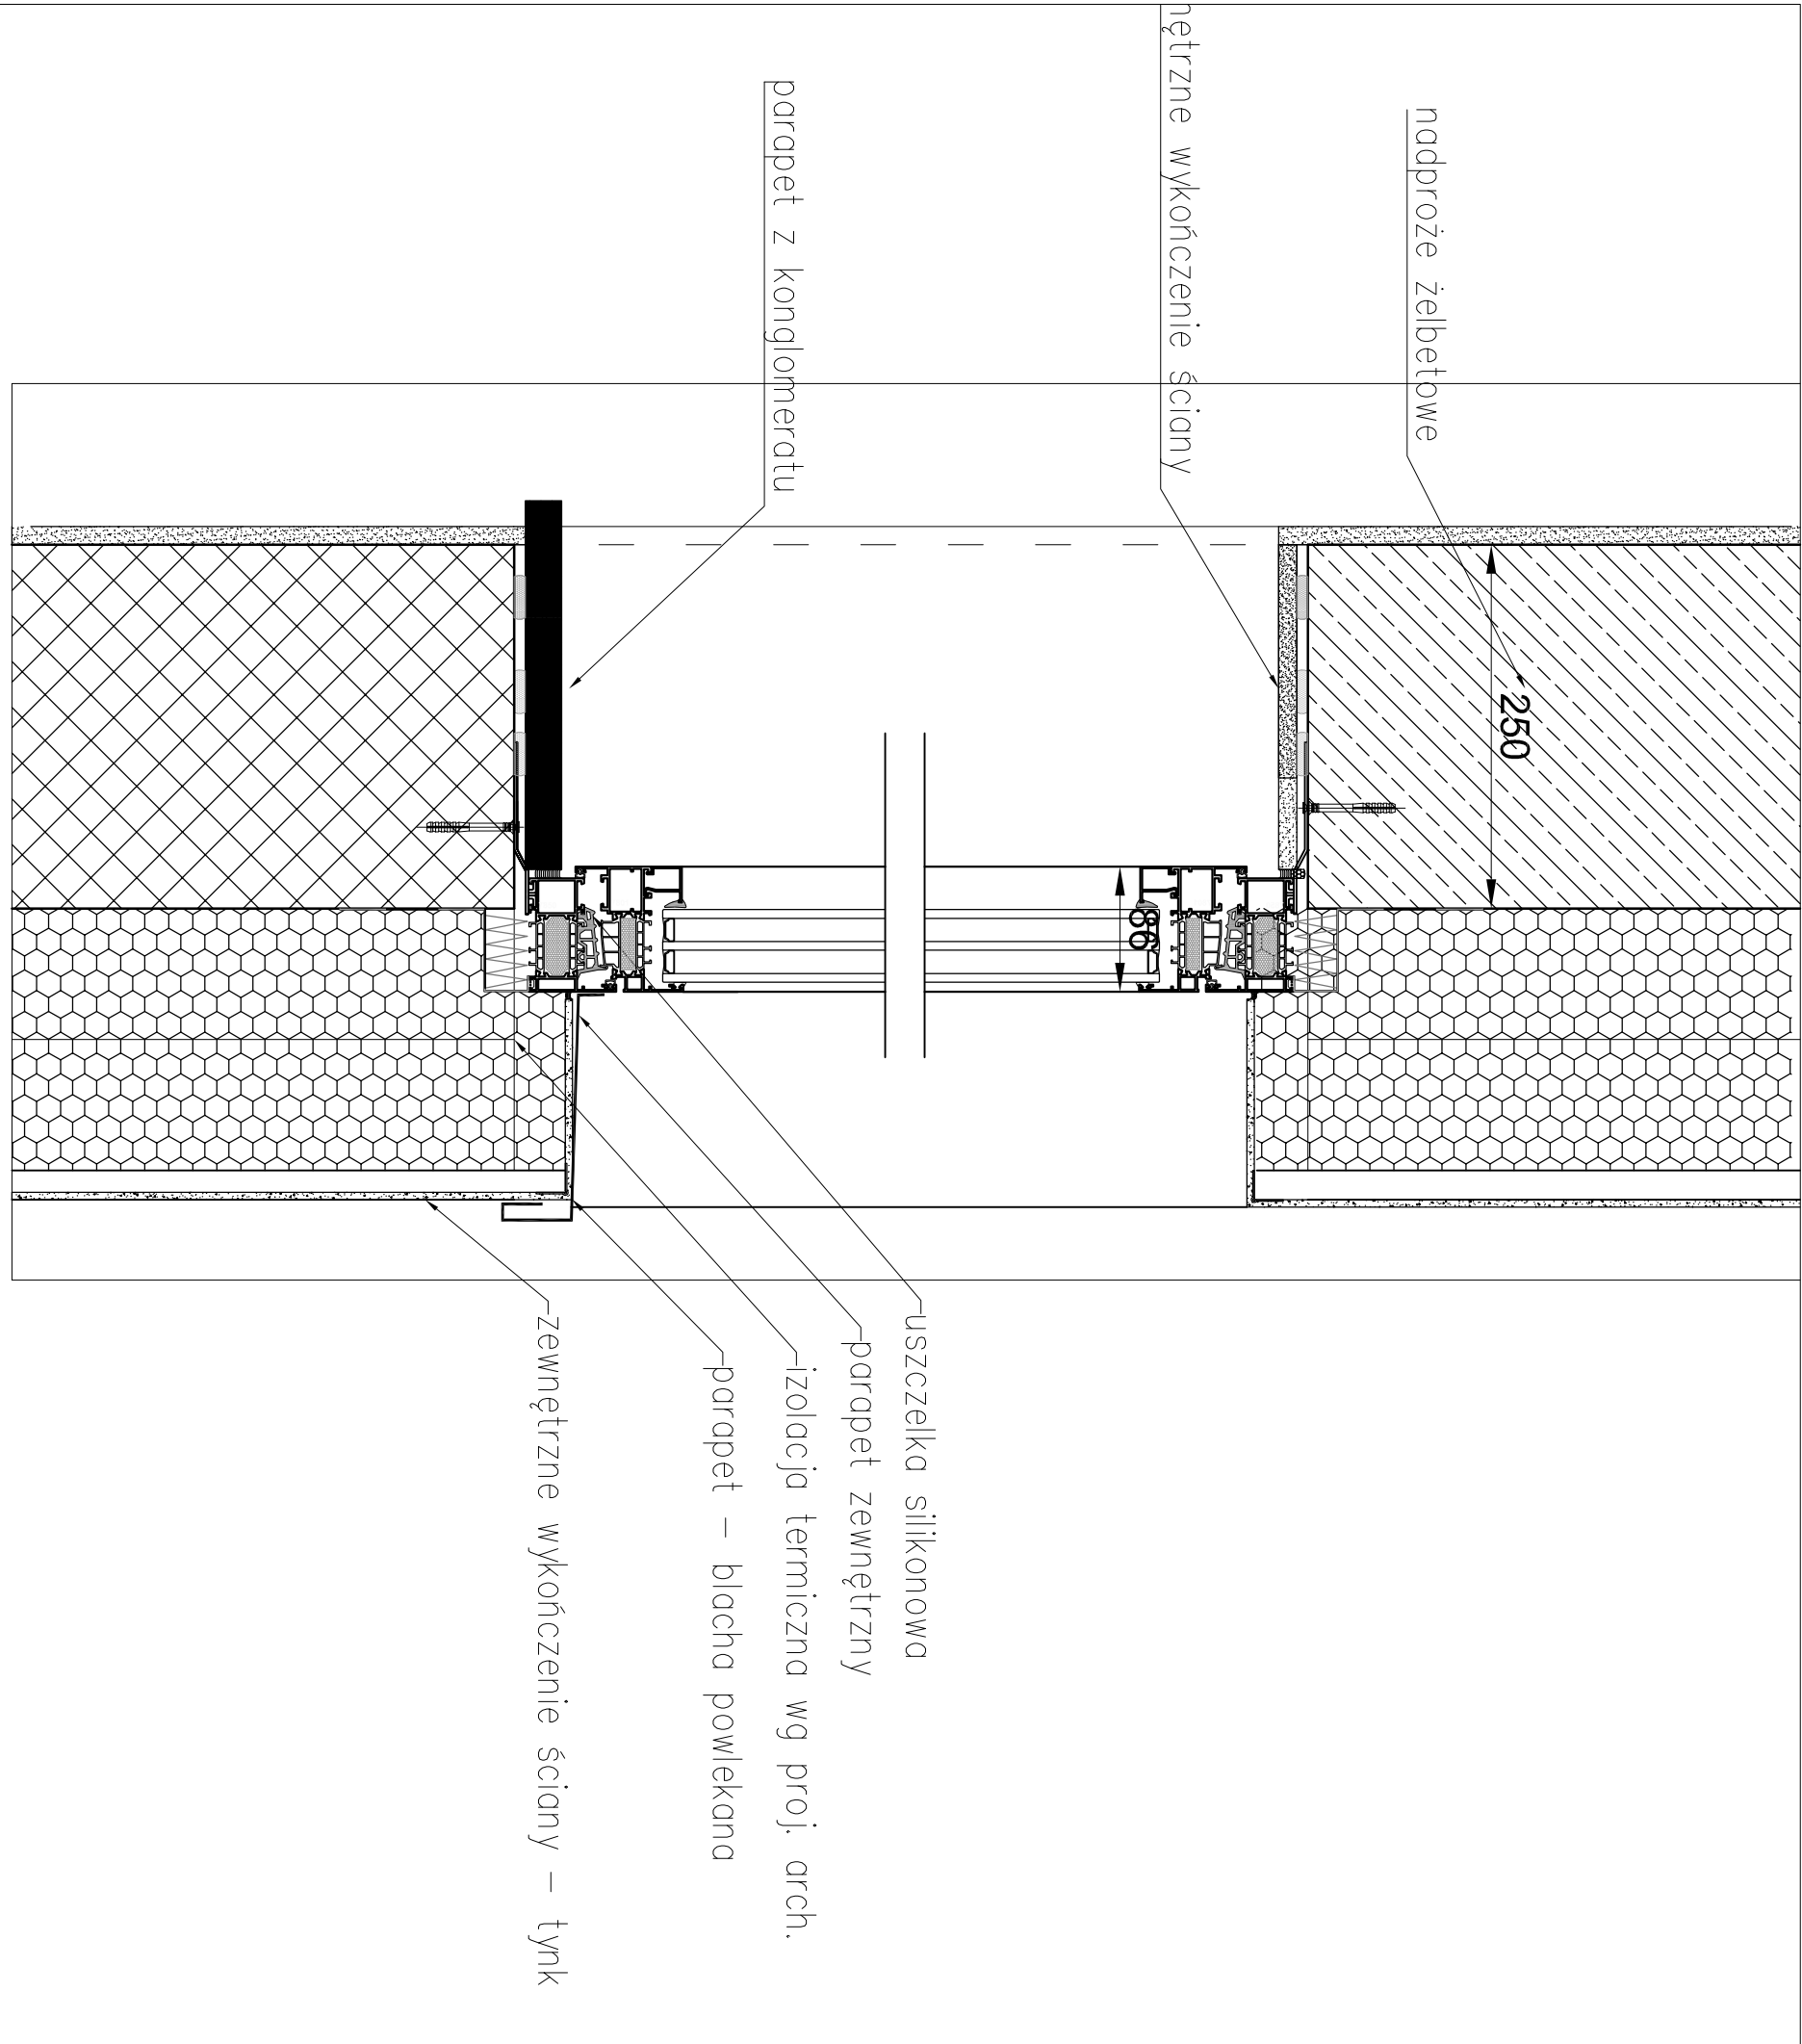 nadproże żelbetowe
250
nętrzne wykończenie ściany
86
parapet z konglomeratu
uszczelka silikonowa
parapet zewnętrzny
izolacja termiczna wg proj. arch.
parapet – blacha powlekana
zewnętrzne wykończenie ściany – tynk